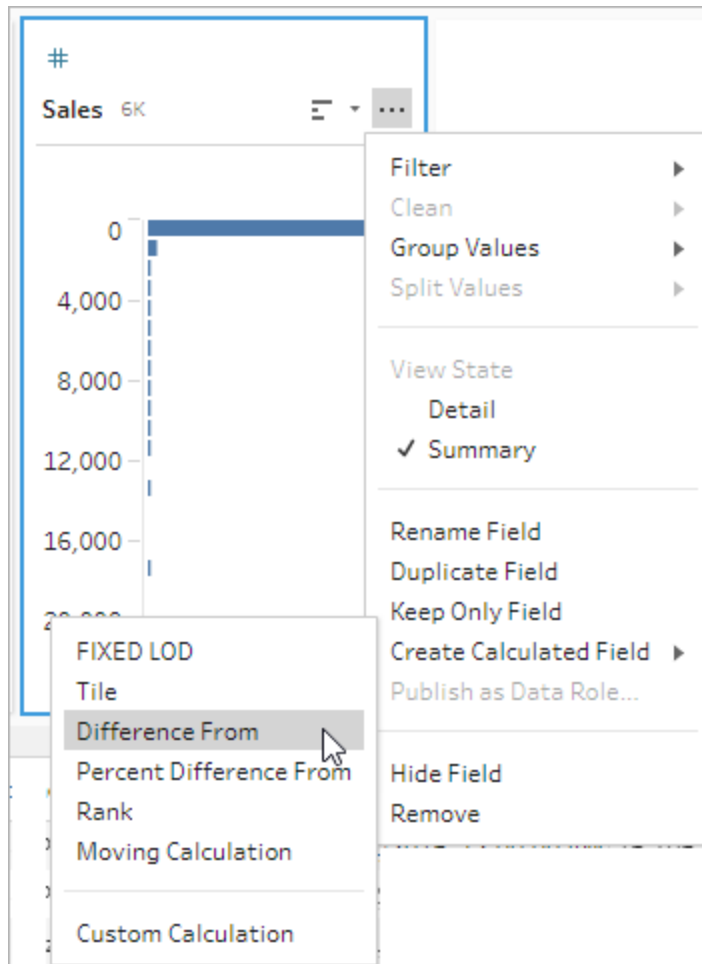 #
Sales 6K
Filter
Clean
Group Values
Split Values
View State
Detail
✓ Summary
Rename Field
Duplicate Field
Keep Only Field
Create Calculated Field
Publish as Data Role...
Hide Field
Remove
0
4,000
8,000
12,000
16,000
FIXED LOD
Tile
Difference From
Percent Difference From
Rank
Moving Calculation
Custom Calculation